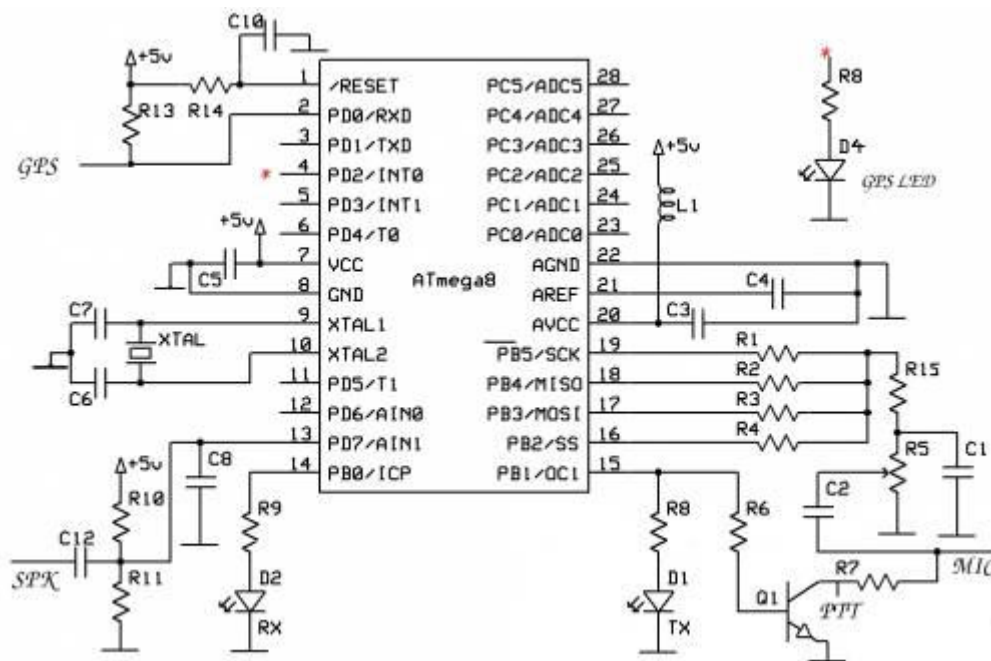 C10
+5v
R13
R14
GPS
*
+5v
C5
C7
XTAL
C6
+5v
R10
C12
SPK
R11
C8
R9
D2
RX
1 /RESET
2 PD0/RXD
3 PD1/TXD
4 PD2/INT0
5 PD3/INT1
6 PD4/T0
7 VCC
8 GND
9 XTAL1
10 XTAL2
11 PD5/T1
12 PD6/AIN0
13 PD7/AIN1
14 PB0/ICP
ATmega8
PC5/ADC5 28
PC4/ADC4 27
PC3/ADC3 26
PC2/ADC2 25
PC1/ADC1 24
PC0/ADC0 23
AGND 22
AREF 21
AVCC 20
PB5/SCK 19
PB4/MISO 18
PB3/MOSI 17
PB2/SS 16
PB1/OC1 15
+5v
L1
*
R8
D4
GPS LED
C4
C3
R1
R2
R3
R4
R15
R5
C1
C2
R8
R6
D1
TX
Q1
R7
PTT
MIC